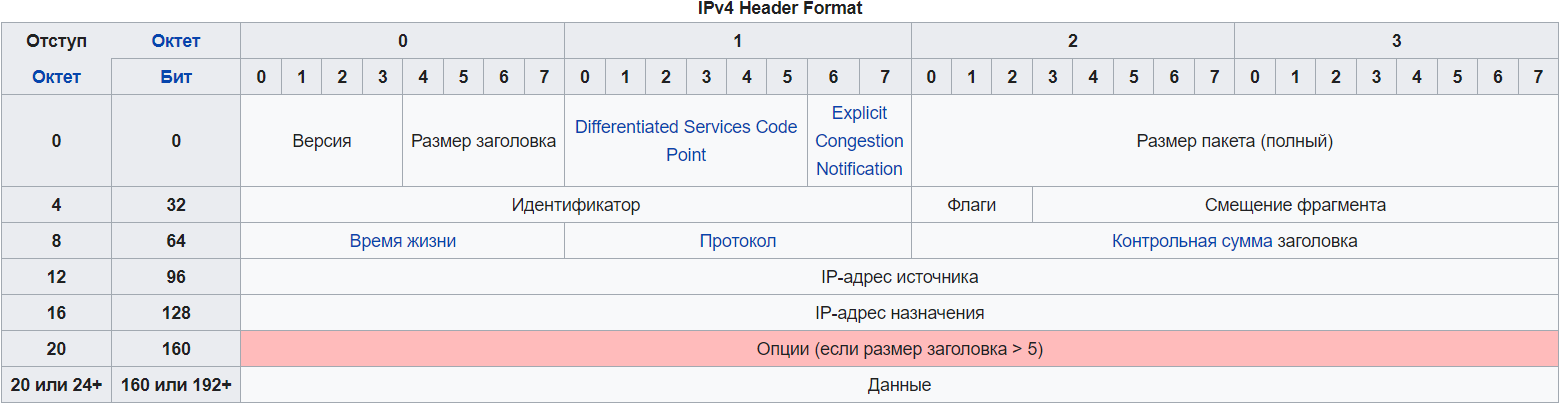 IPv4 Header Format
Отступ Октет 0 1 2 3
Октет Бит 0 1 2 3 4 5 6 7 0 1 2 3 4 5 6 7 0 1 2 3 4 5 6 7 0 1 2 3 4 5 6 7
0 0 Версия Размер заголовка Differentiated Services Code
Point Explicit
Congestion
Notification Размер пакета (полный)
4 32 Идентификатор Флаги Смещение фрагмента
8 64 Время жизни Протокол Контрольная сумма заголовка
12 96 IP-адрес источника
16 128 IP-адрес назначения
20 160 Опции (если размер заголовка > 5)
20 или 24+ 160 или 192+ Данные